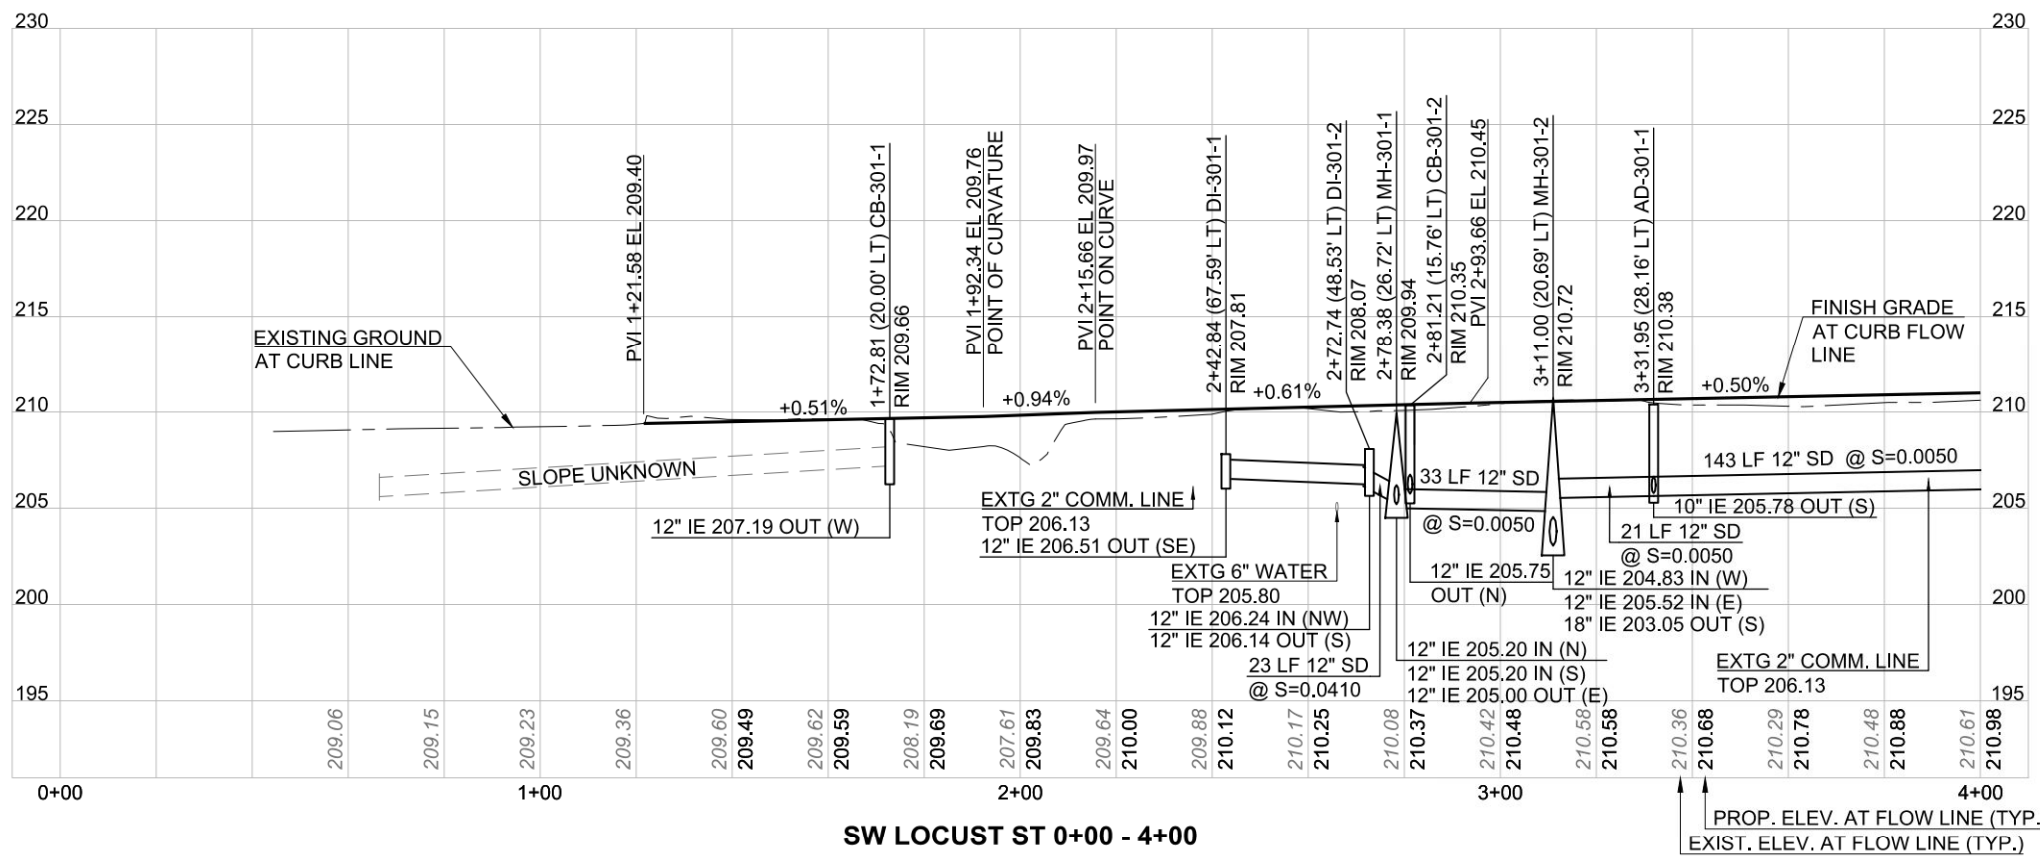 230
230
225
225
220
220
215
215
210
210
205
205
200
200
195
195
EXISTING GROUND
AT CURB LINE
PVI 1+21.58 EL 209.40
1+72.81 (20.00' LT) CB-301-1
RIM 209.66
PVI 1+92.34 EL 209.76
POINT OF CURVATURE
PVI 2+15.66 EL 209.97
POINT ON CURVE
2+42.84 (67.59' LT) DI-301-1
RIM 207.81
2+72.74 (48.53' LT) DI-301-2
RIM 208.07
2+78.38 (26.72' LT) MH-301-1
RIM 209.94
2+81.21 (15.76' LT) CB-301-2
RIM 210.35
PVI 2+93.66 EL 210.45
3+11.00 (20.69' LT) MH-301-2
RIM 210.72
3+31.95 (28.16' LT) AD-301-1
RIM 210.38
FINISH GRADE
AT CURB FLOW
LINE
+0.51%
+0.94%
+0.61%
+0.50%
SLOPE UNKNOWN
12" IE 207.19 OUT (W)
EXTG 2" COMM. LINE
TOP 206.13
12" IE 206.51 OUT (SE)
EXTG 6" WATER
TOP 205.80
12" IE 206.24 IN (NW)
12" IE 206.14 OUT (S)
23 LF 12" SD
@ S=0.0410
33 LF 12" SD
@ S=0.0050
12" IE 205.75
OUT (N)
12" IE 205.20 IN (N)
12" IE 205.20 IN (S)
12" IE 205.00 OUT (E)
143 LF 12" SD @ S=0.0050
10" IE 205.78 OUT (S)
21 LF 12" SD
@ S=0.0050
12" IE 204.83 IN (W)
12" IE 205.52 IN (E)
18" IE 203.05 OUT (S)
EXTG 2" COMM. LINE
TOP 206.13
209.06
209.15
209.23
209.36
209.60
209.49
209.62
209.59
208.19
209.69
207.61
209.83
209.64
210.00
209.88
210.12
210.17
210.25
210.08
210.37
210.42
210.48
210.58
210.58
210.36
210.68
210.29
210.78
210.48
210.88
210.61
210.98
0+00
1+00
2+00
3+00
4+00
PROP. ELEV. AT FLOW LINE (TYP.
EXIST. ELEV. AT FLOW LINE (TYP.)
SW LOCUST ST 0+00 - 4+00